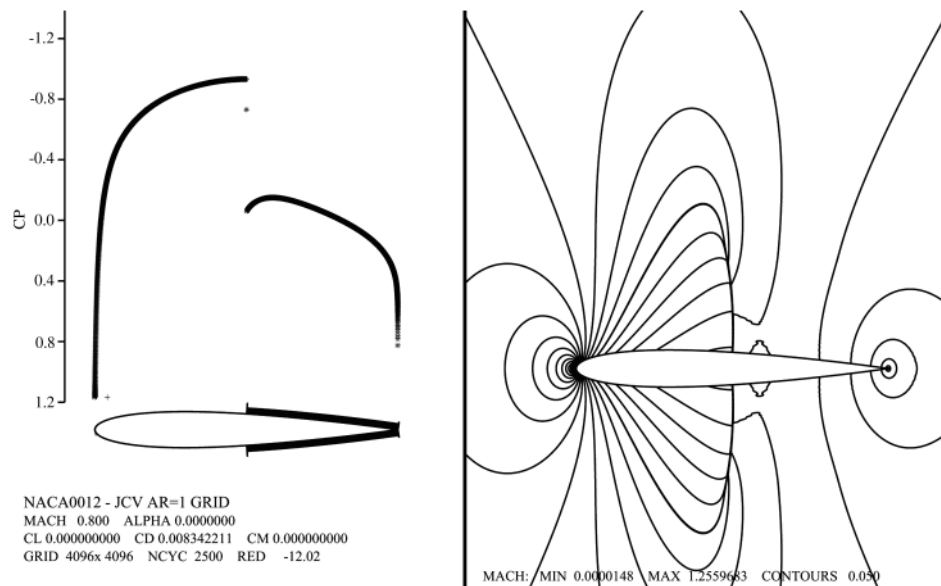 -1.2
-0.8
-0.4
0.0
0.4
0.8
1.2
CP
NACA0012 - JCV AR=1 GRID
MACH 0.800 ALPHA 0.0000000
CL 0.000000000 CD 0.008342211 CM 0.000000000
GRID 4096x 4096 NCYC 2500 RED -12.02
MACH: MIN 0.0000148 MAX 1.2559683 CONTOURS 0.050